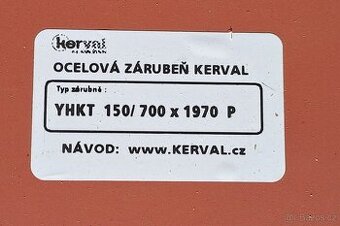 kerval
OCELOVÁ ZÁRUBEŇ KERVAL
Typ zárubně :
YHKT 150/ 700 x 1970 P
NÁVOD: www.KERVAL.cz